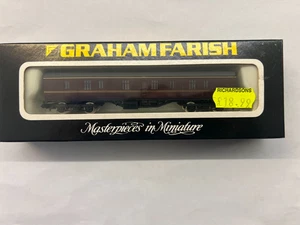 GRAHAM FARISH
RICHARDSONS
£18.99
Masterpieces in Miniature